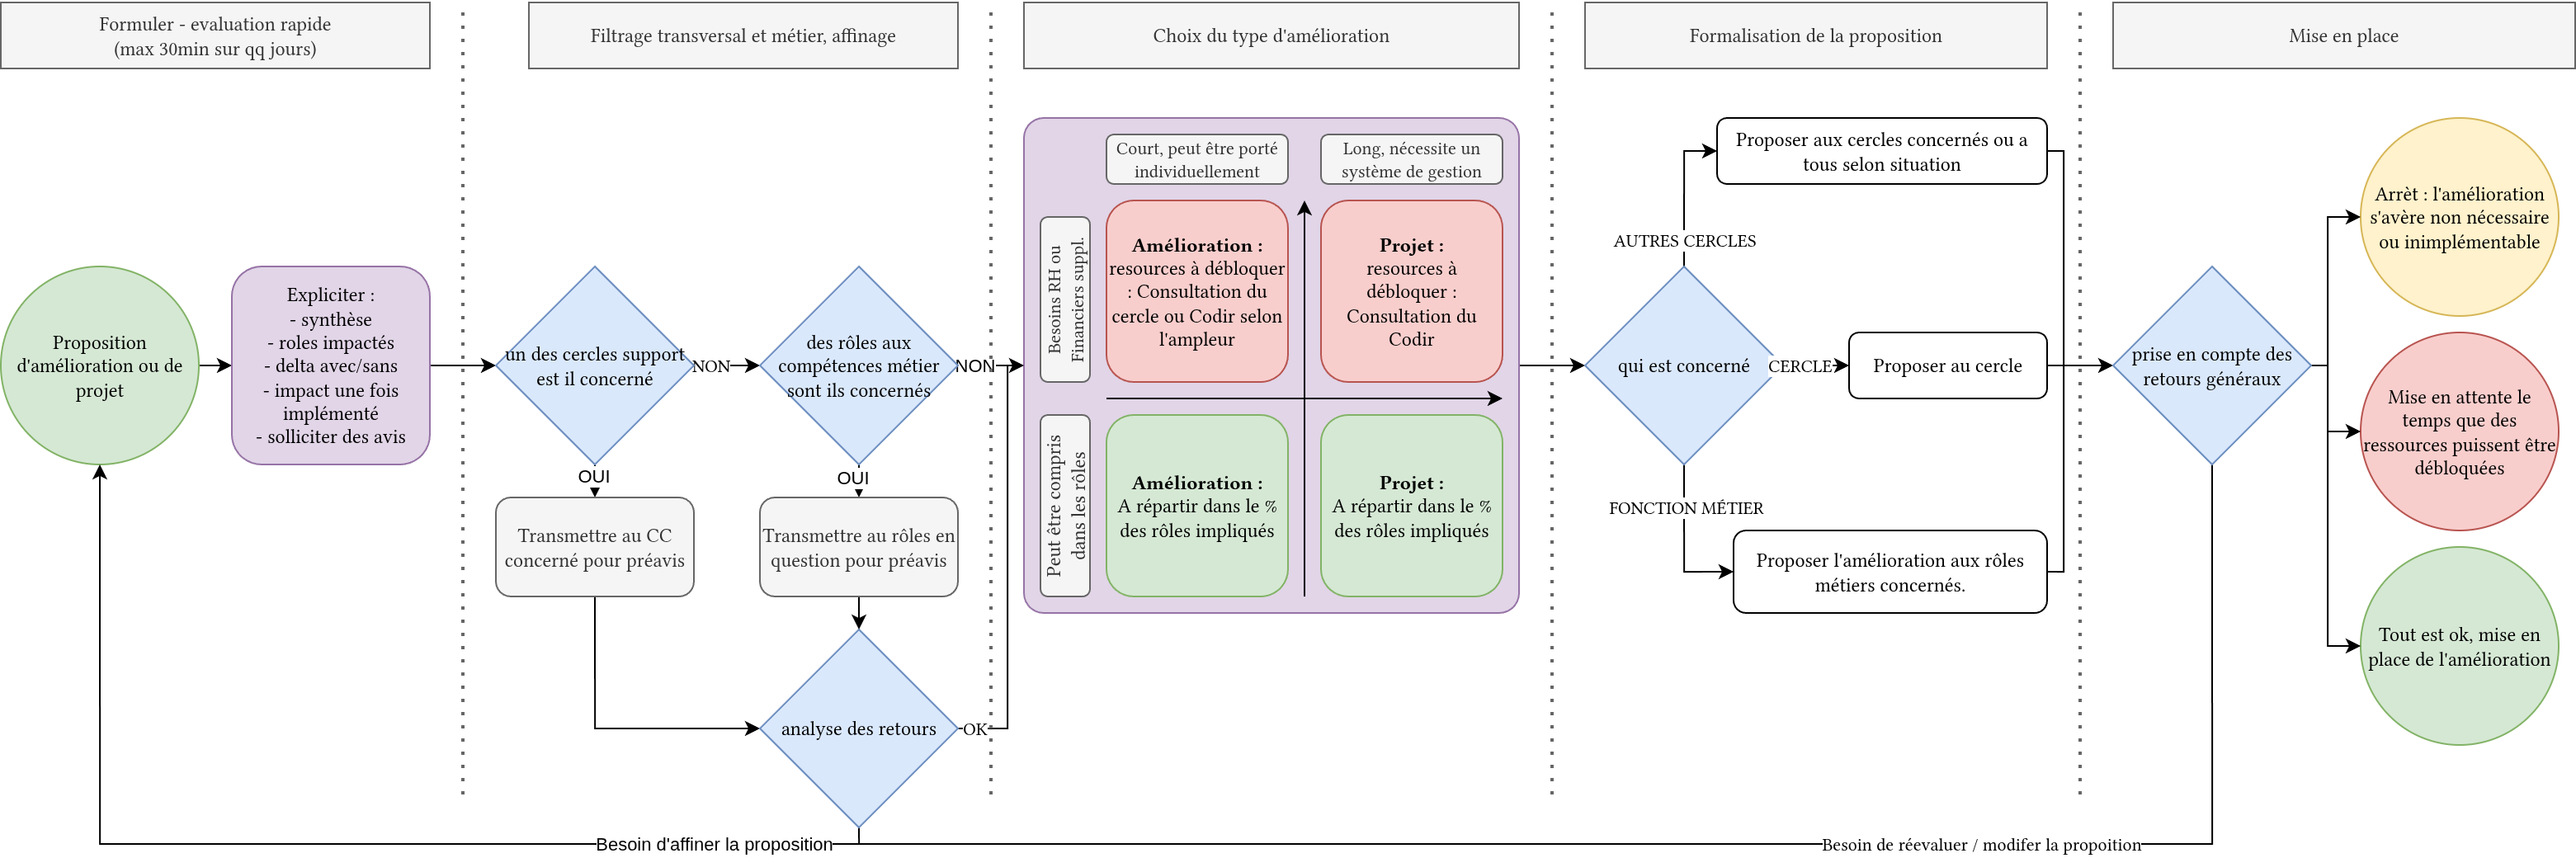 Formuler - evaluation rapide
(max 30min sur qq jours)
Filtrage transversal et métier, affinage
Choix du type d'amélioration
Formalisation de la proposition
Mise en place
Proposition
d'amélioration ou de
projet
Expliciter :
- synthèse
- roles impactés
- delta avec/sans
- impact une fois
implémenté
- solliciter des avis
un des cercles support
est il concerné
NON
OUI
Transmettre au CC
concerné pour préavis
des rôles aux
compétences métier
sont ils concernés
NON
OUI
Transmettre au rôles en
question pour préavis
analyse des retours
OK
Besoin d'affiner la proposition
Court, peut être porté
individuellement
Long, nécessite un
système de gestion
Besoins RH ou
Financiers suppl.
Amélioration :
resources à débloquer
: Consultation du
cercle ou Codir selon
l'ampleur
Projet :
resources à
débloquer :
Consultation du
Codir
Peut être compris
dans les rôles
Amélioration :
A répartir dans le %
des rôles impliqués
Projet :
A répartir dans le %
des rôles impliqués
qui est concerné
AUTRES CERCLES
Proposer aux cercles concernés ou a
tous selon situation
CERCLE
Proposer au cercle
FONCTION MÉTIER
Proposer l'amélioration aux rôles
métiers concernés.
prise en compte des
retours généraux
Besoin de réevaluer / modifer la propoition
Arrèt : l'amélioration
s'avère non nécessaire
ou inimplémentable
Mise en attente le
temps que des
ressources puissent être
débloquées
Tout est ok, mise en
place de l'amélioration